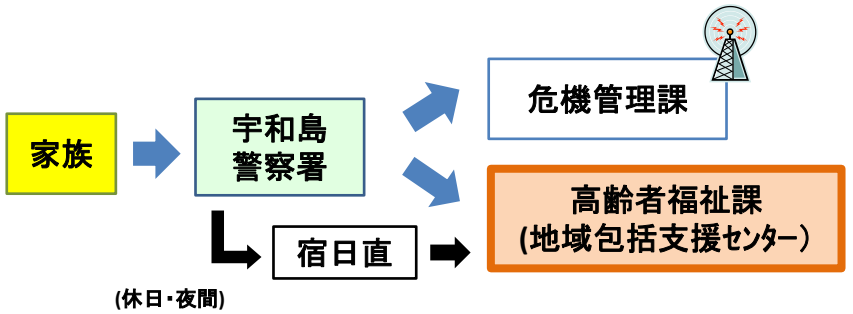 家族
宇和島
警察署
危機管理課
高齢者福祉課
(地域包括支援ｾﾝﾀｰ)
宿日直
(休日・夜間)